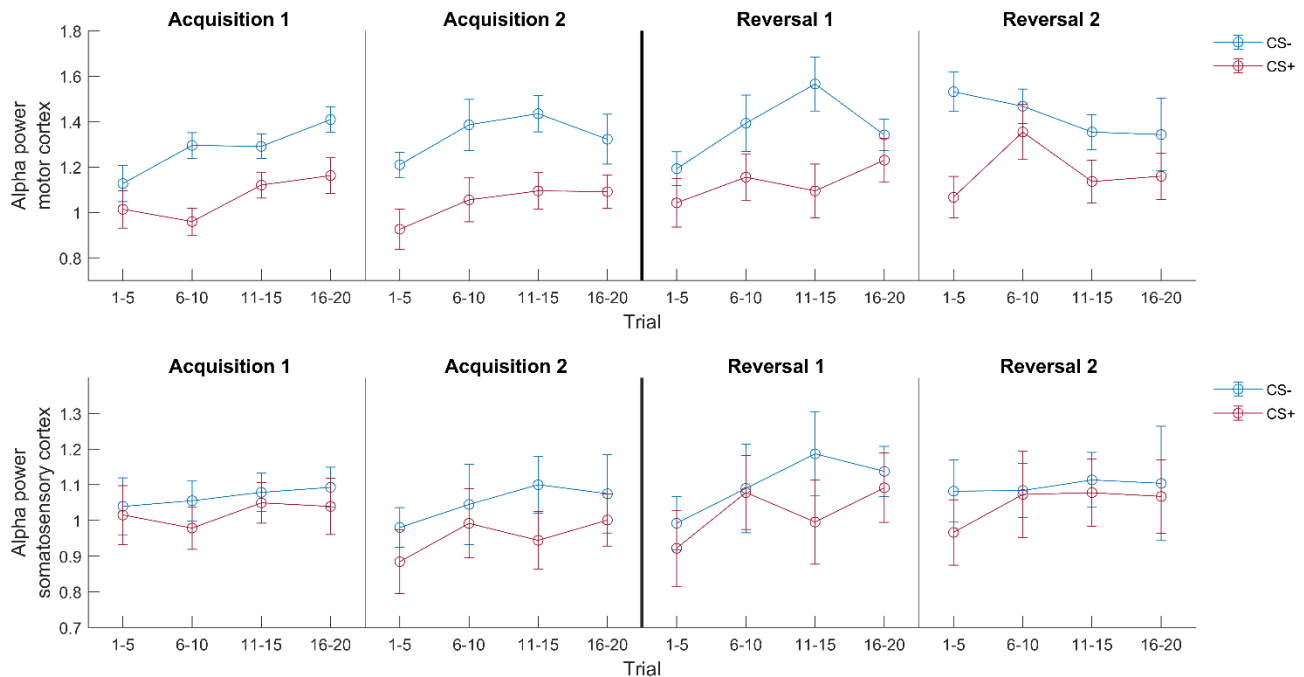 Acquisition 1 Acquisition 2 Reversal 1 Reversal 2
1.8
1.6
1.4
1.2
1
0.8
Alpha power
motor cortex
CS-
CS+
1-5 6-10 11-15 16-20 1-5 6-10 11-15 16-20 1-5 6-10 11-15 16-20 1-5 6-10 11-15 16-20
Trial
Acquisition 1 Acquisition 2 Reversal 1 Reversal 2
1.3
1.2
1.1
1
0.9
0.8
0.7
Alpha power
somatosensory cortex
CS-
CS+
1-5 6-10 11-15 16-20 1-5 6-10 11-15 16-20 1-5 6-10 11-15 16-20 1-5 6-10 11-15 16-20
Trial